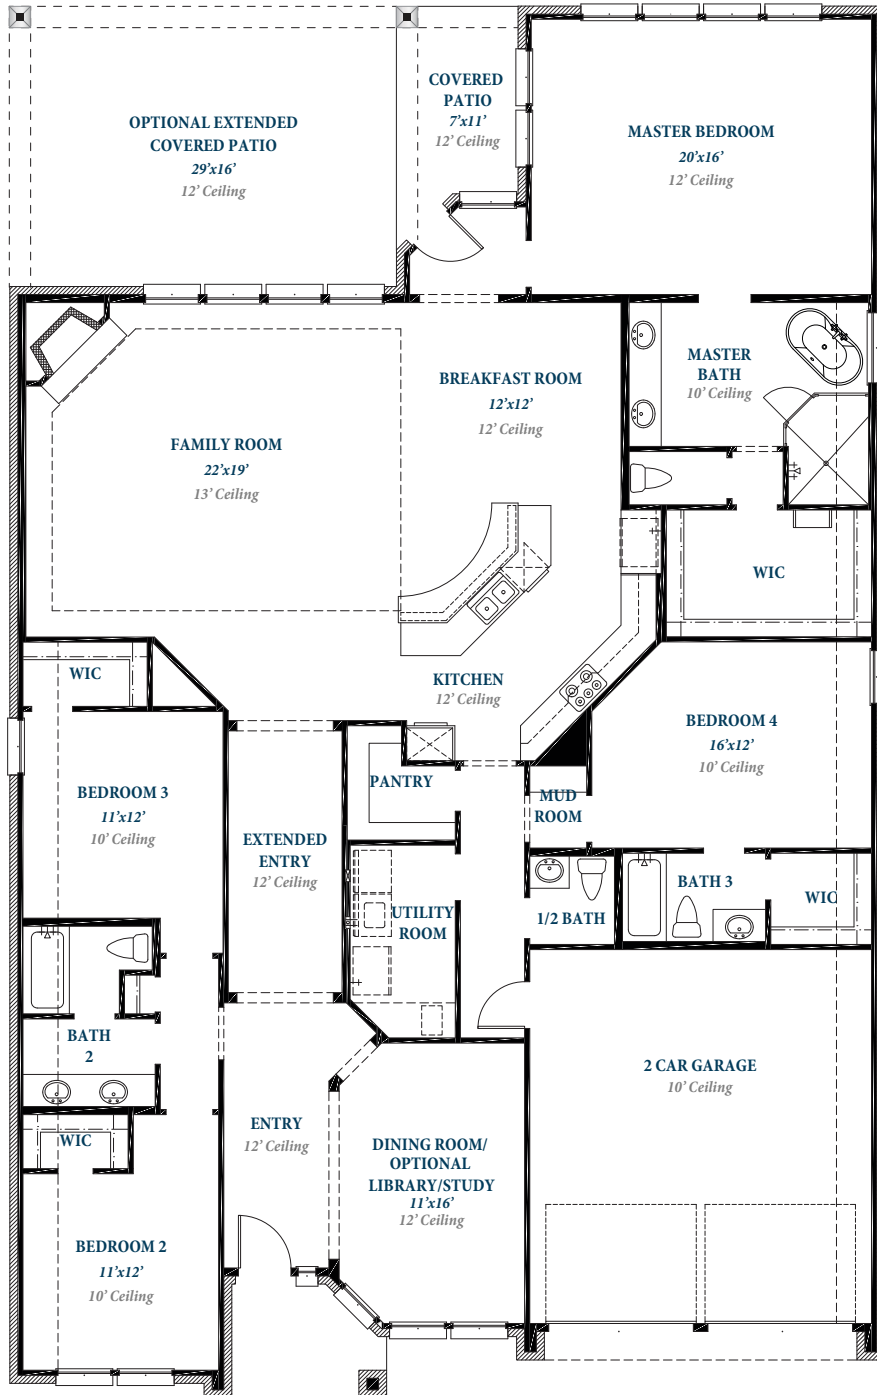 OPTIONAL EXTENDED
COVERED PATIO
29'x16'
12' Ceiling
COVERED
PATIO
7'x11'
12' Ceiling
MASTER BEDROOM
20'x16'
12' Ceiling
MASTER
BATH
10' Ceiling
BREAKFAST ROOM
12'x12'
12' Ceiling
FAMILY ROOM
22'x19'
13' Ceiling
WIC
WIC
KITCHEN
12' Ceiling
BEDROOM 4
16'x12'
10' Ceiling
BEDROOM 3
11'x12'
10' Ceiling
PANTRY
MUD
ROOM
EXTENDED
ENTRY
12' Ceiling
UTILITY
ROOM
1/2 BATH
BATH 3
WIC
BATH
2
2 CAR GARAGE
10' Ceiling
WIC
ENTRY
12' Ceiling
DINING ROOM/
OPTIONAL
LIBRARY/STUDY
11'x16'
12' Ceiling
BEDROOM 2
11'x12'
10' Ceiling